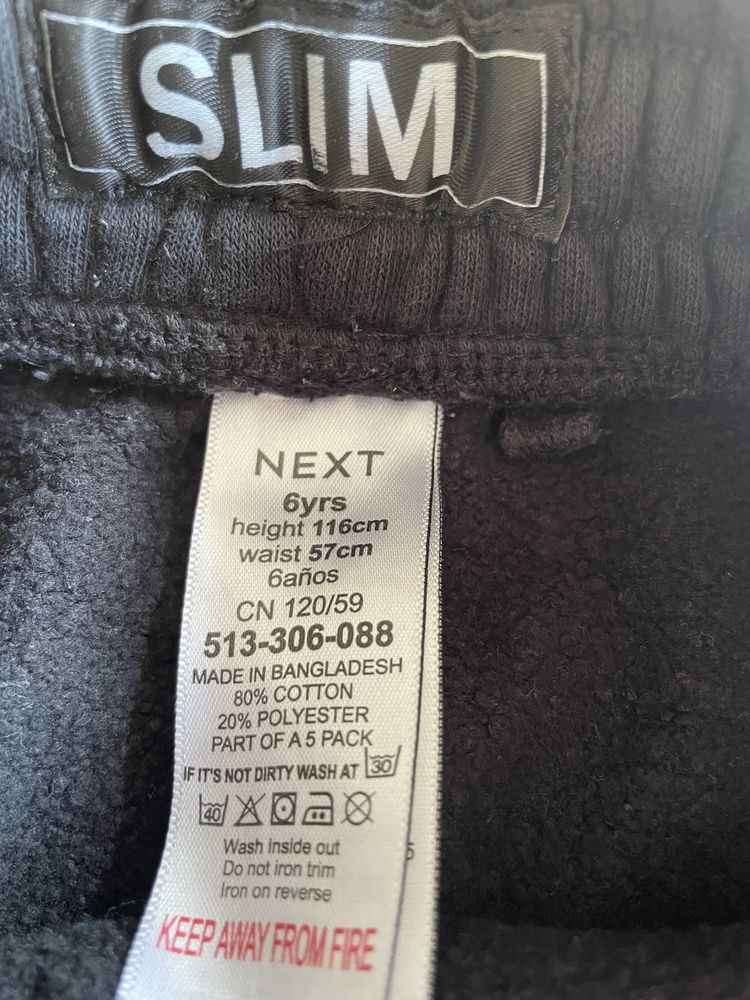 SLIM
NEXT
6yrs
height 116cm
waist 57cm
6años
CN 120/59
513-306-088
MADE IN BANGLADESH
80% COTTON
20% POLYESTER
PART OF A 5 PACK
IF IT'S NOT DIRTY WASH AT 30
40
Wash inside out
Do not iron trim
Iron on reverse
KEEP AWAY FROM FIRE